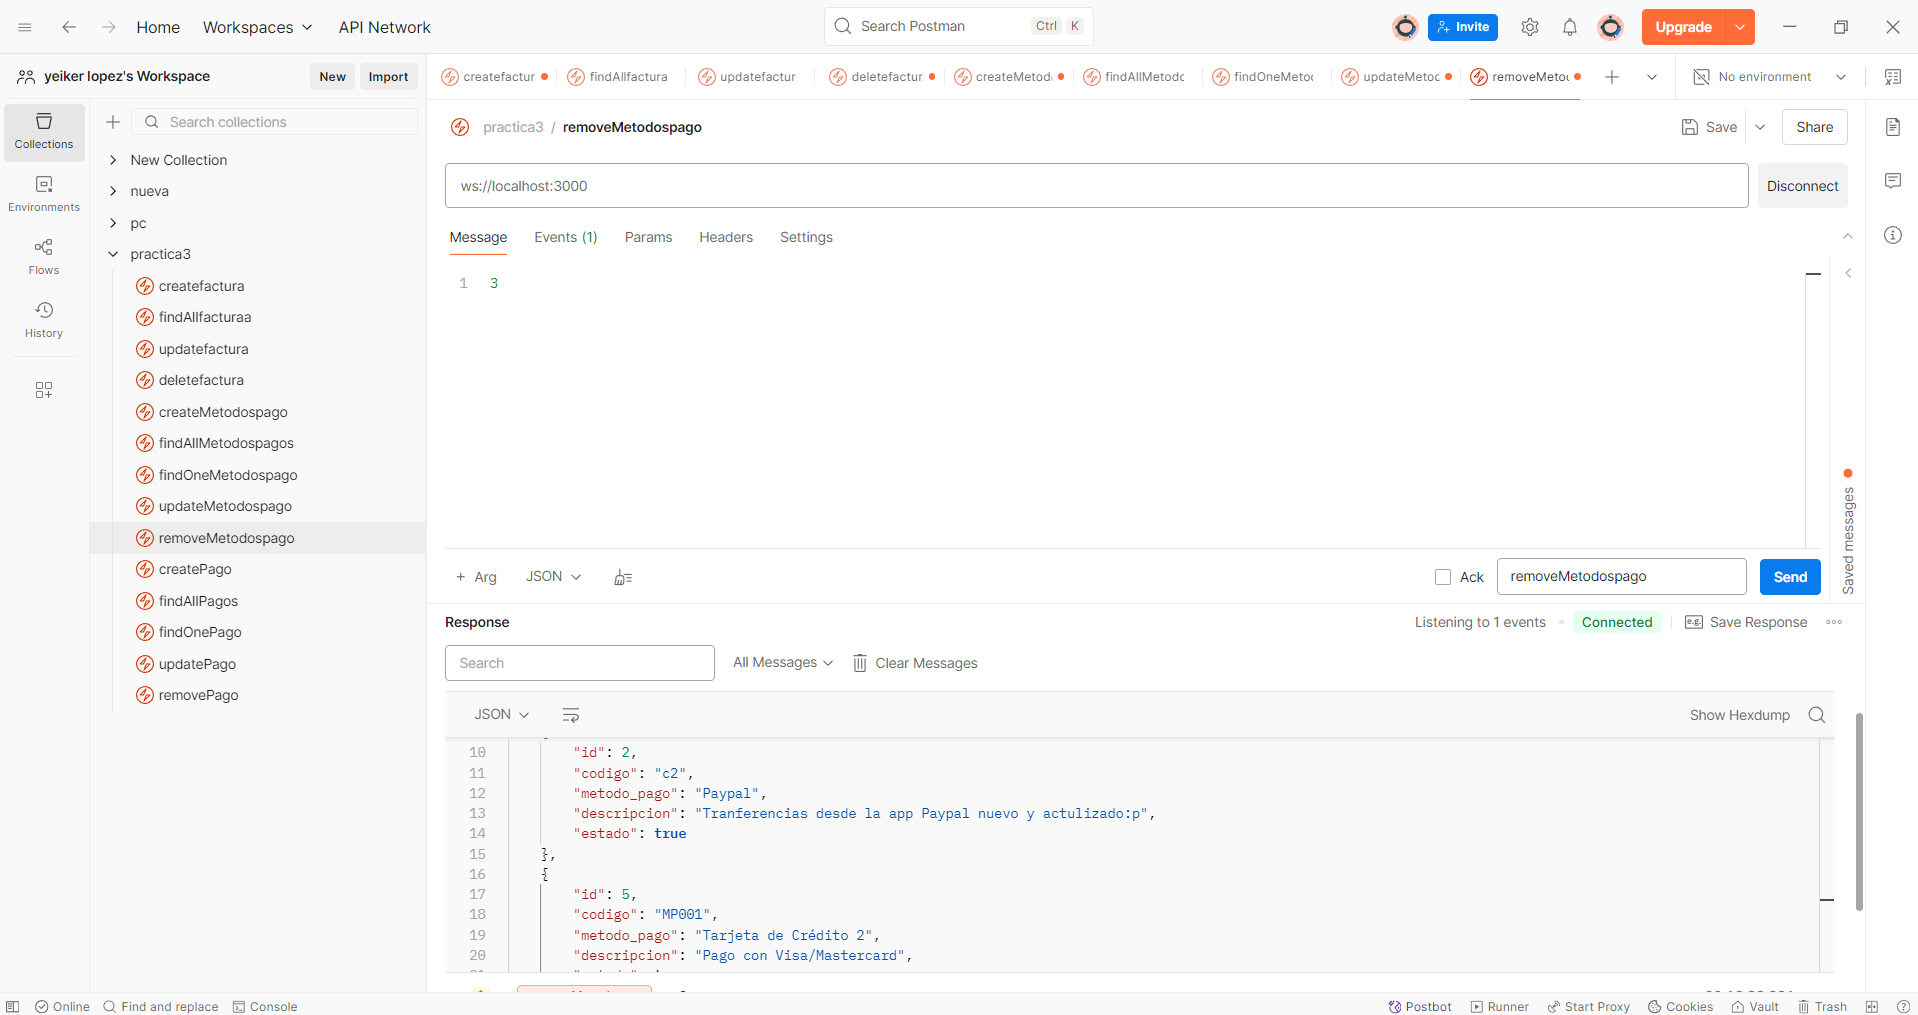 Home Workspaces API Network Search Postman Ctrl K Invite Upgrade
yeiker lopez's Workspace New Import
createfactur findAllfactura updatefactur deletefactur createMetod findAllMetodc findOneMetoc updateMetoc removeMetoc No environment
Collections
Environments
Flows
History
Search collections
New Collection
nueva
pc
practica3
createfactura
findAllfacturaa
updatefactura
deletefactura
createMetodospago
findAllMetodospagos
findOneMetodospago
updateMetodospago
removeMetodospago
createPago
findAllPagos
findOnePago
updatePago
removePago
practica3 / removeMetodospago Save Share
ws://localhost:3000 Disconnect
Message Events (1) Params Headers Settings
1 3
Saved messages
+ Arg JSON Ack removeMetodospago Send
Response Listening to 1 events Connected e.g. Save Response
Search All Messages Clear Messages
JSON Show Hexdump
10 "id": 2,
11 "codigo": "c2",
12 "metodo_pago": "Paypal",
13 "descripcion": "Tranferencias desde la app Paypal nuevo y actulizado:p",
14 "estado": true
15 },
16 {
17 "id": 5,
18 "codigo": "MP001",
19 "metodo_pago": "Tarjeta de Crédito 2",
20 "descripcion": "Pago con Visa/Mastercard",
Online Find and replace Console Postbot Runner Start Proxy Cookies Vault Trash